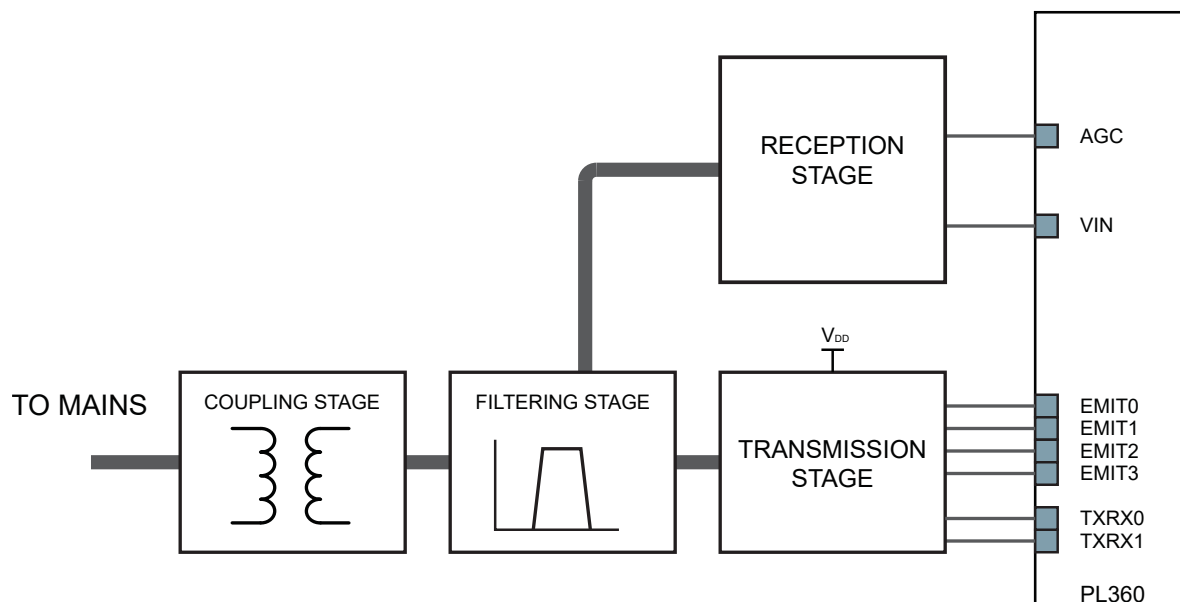 RECEPTION
STAGE
AGC
VIN
V_DD
TO MAINS
COUPLING STAGE
FILTERING STAGE
TRANSMISSION
STAGE
EMIT0
EMIT1
EMIT2
EMIT3
TXRX0
TXRX1
PL360